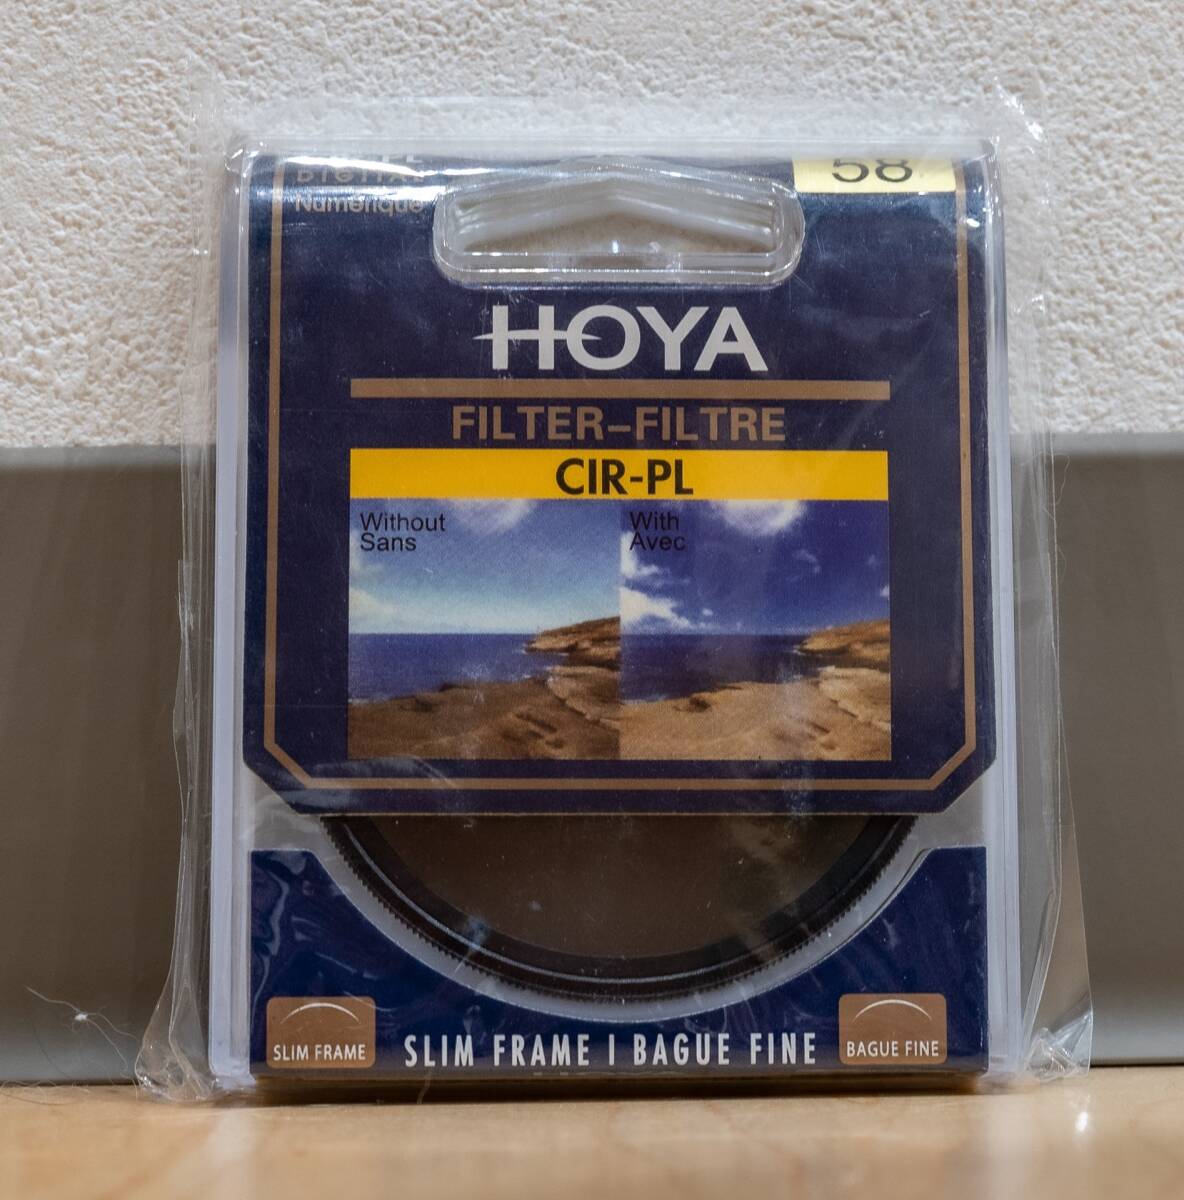 DIGITAL
Numérique
58
HOYA
FILTER–FILTRE
CIR-PL
Without
Sans
With
Avec
SLIM FRAME
SLIM FRAME | BAGUE FINE
BAGUE FINE